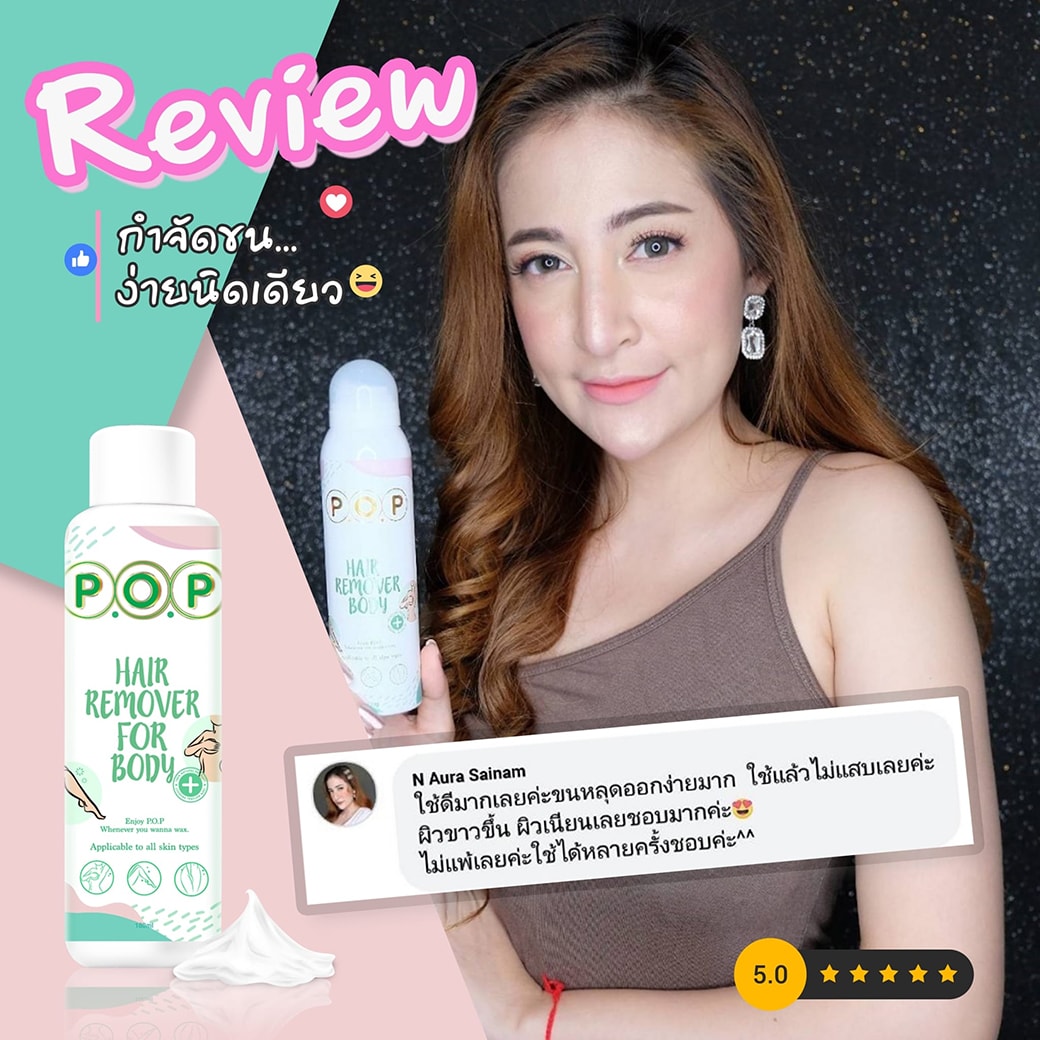 Review
กำจัดขน...
ง่ายนิดเดียว
P.O.P
HAIR
REMOVER
BODY
P.O.P
HAIR
REMOVER
FOR
BODY
Enjoy P.O.P
Whenever you wanna wax.
Applicable to all skin types
N Aura Sainam
ใช้ดีมากเลยค่ะขนหลุดออกง่ายมาก ใช้แล้วไม่แสบเลยค่ะ
ผิวขาวขึ้น ผิวเนียนเลยชอบมากค่ะ😍
ไม่แพ้เลยค่ะใช้ได้หลายครั้งชอบค่ะ^^
5.0